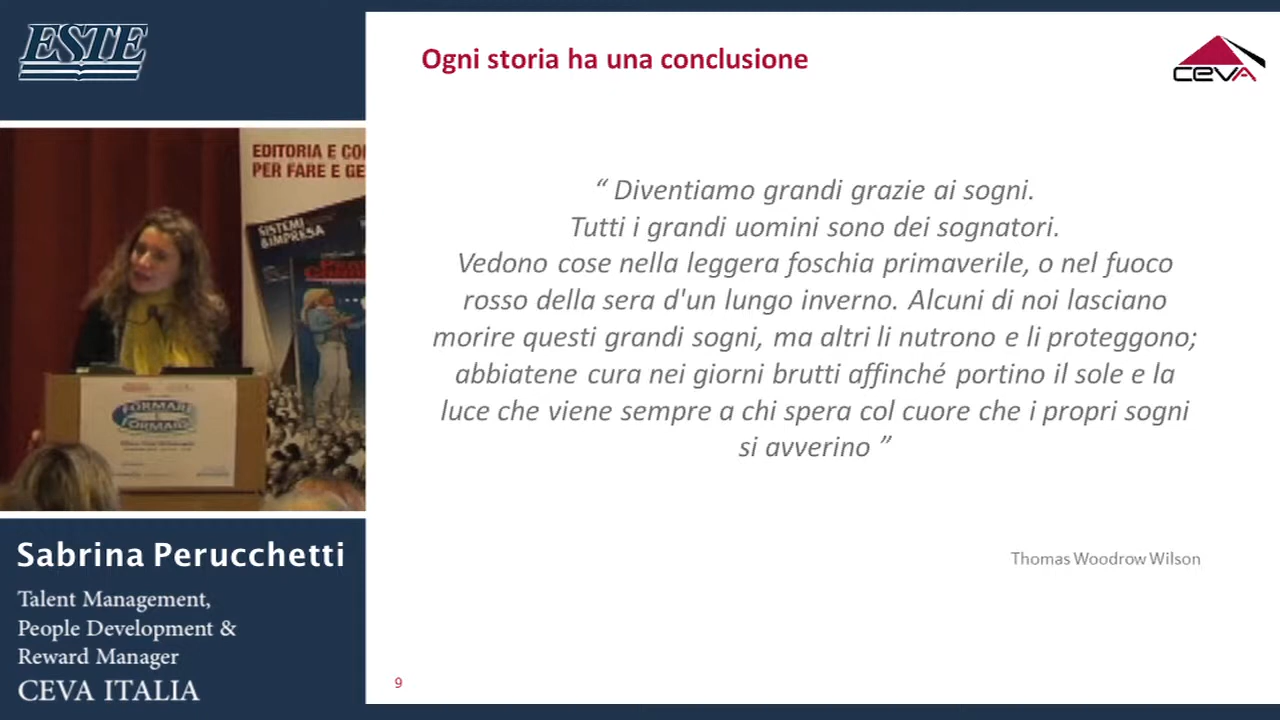 ESTE
EDITORIA E CO
PER FARE E GE
SISTEMI
&IMPRESA
FORMARE
FORMARE
Sabrina Perucchetti
Talent Management,
People Development &
Reward Manager
CEVA ITALIA
Ogni storia ha una conclusione
CEVA
“ Diventiamo grandi grazie ai sogni.
Tutti i grandi uomini sono dei sognatori.
Vedono cose nella leggera foschia primaverile, o nel fuoco
rosso della sera d'un lungo inverno. Alcuni di noi lasciano
morire questi grandi sogni, ma altri li nutrono e li proteggono;
abbiatene cura nei giorni brutti affinché portino il sole e la
luce che viene sempre a chi spera col cuore che i propri sogni
si avverino ”
Thomas Woodrow Wilson
9